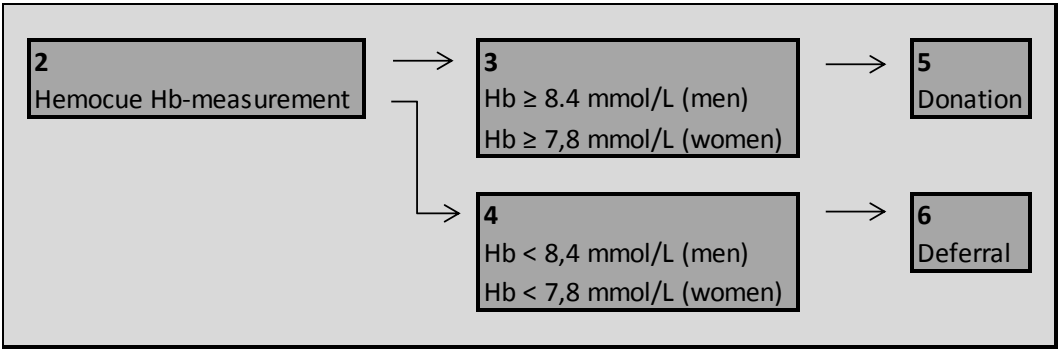 2
Hemocue Hb-measurement
3
Hb ≥ 8.4 mmol/L (men)
Hb ≥ 7,8 mmol/L (women)
5
Donation
4
Hb < 8,4 mmol/L (men)
Hb < 7,8 mmol/L (women)
6
Deferral